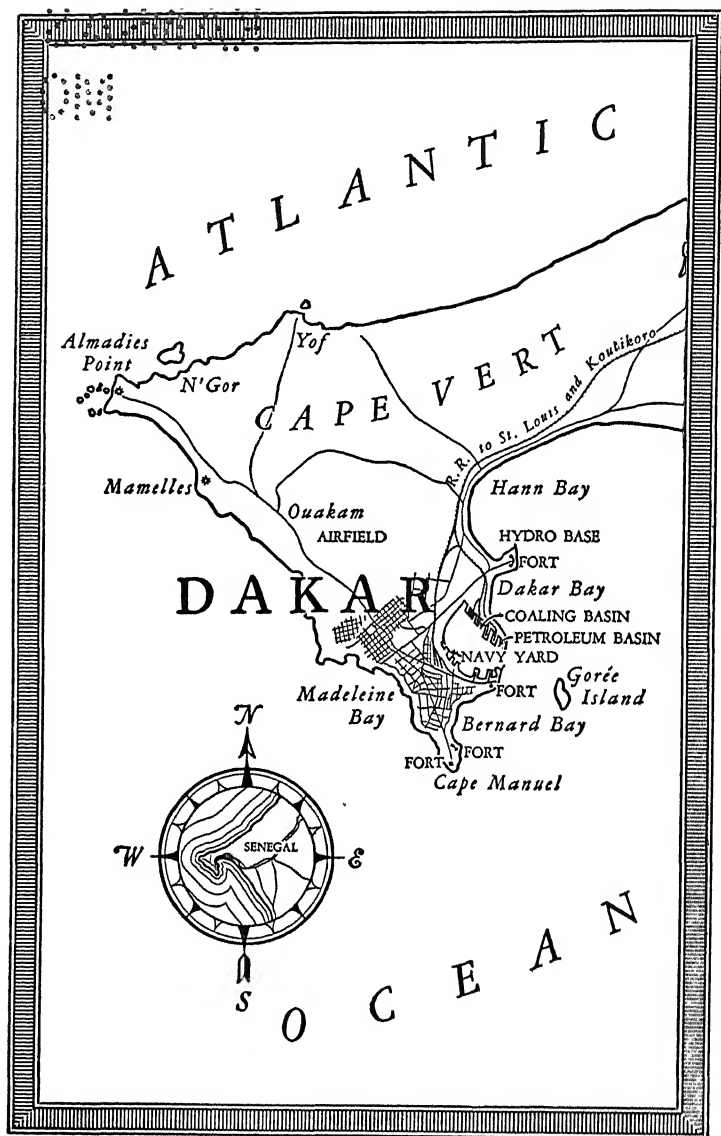 ATLANTIC
Almadies
Point
N'Gor
Yof
CAPE VERT
R.R. to St. Louis and Koutikoro
Mamelles
Ouakam
AIRFIELD
Hann Bay
HYDRO BASE
FORT
DAKAR
Dakar Bay
COALING BASIN
PETROLEUM BASIN
NAVY YARD
Gorée
Island
FORT
Madeleine
Bay
Bernard Bay
FORT
FORT
Cape Manuel
N
W
SENEGAL
E
S
OCEAN